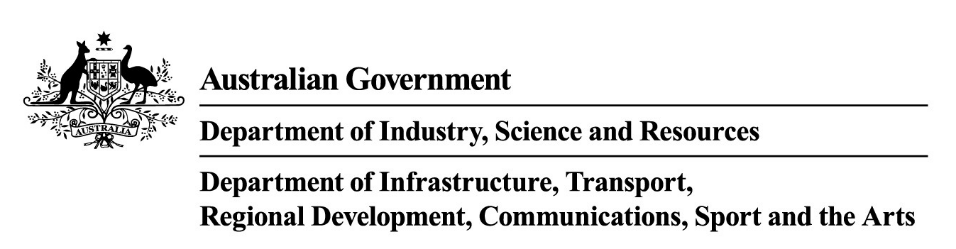 AUSTRALIA
Australian Government
Department of Industry, Science and Resources
Department of Infrastructure, Transport,
Regional Development, Communications, Sport and the Arts